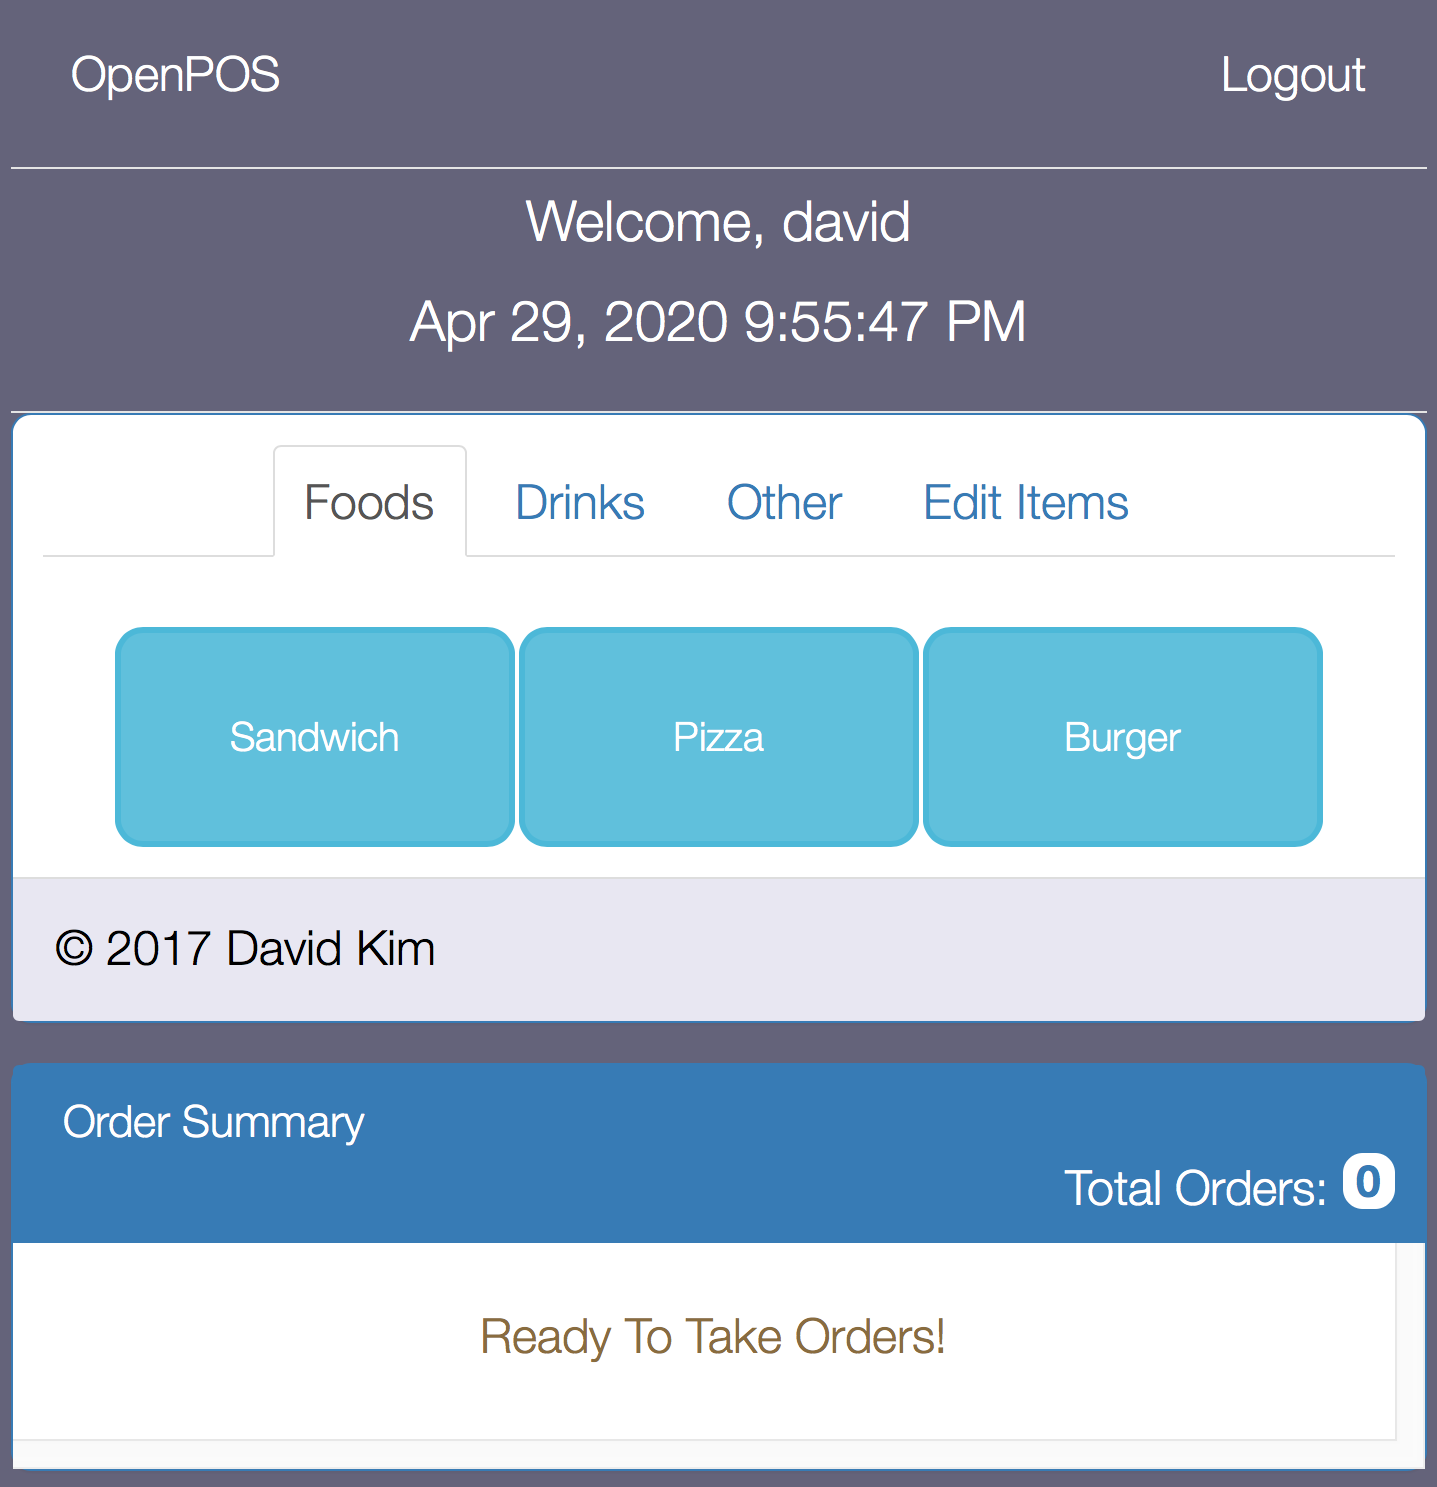 OpenPOS Logout
Welcome, david
Apr 29, 2020 9:55:47 PM
Foods Drinks Other Edit Items
Sandwich Pizza Burger
© 2017 David Kim
Order Summary
Total Orders: 0
Ready To Take Orders!